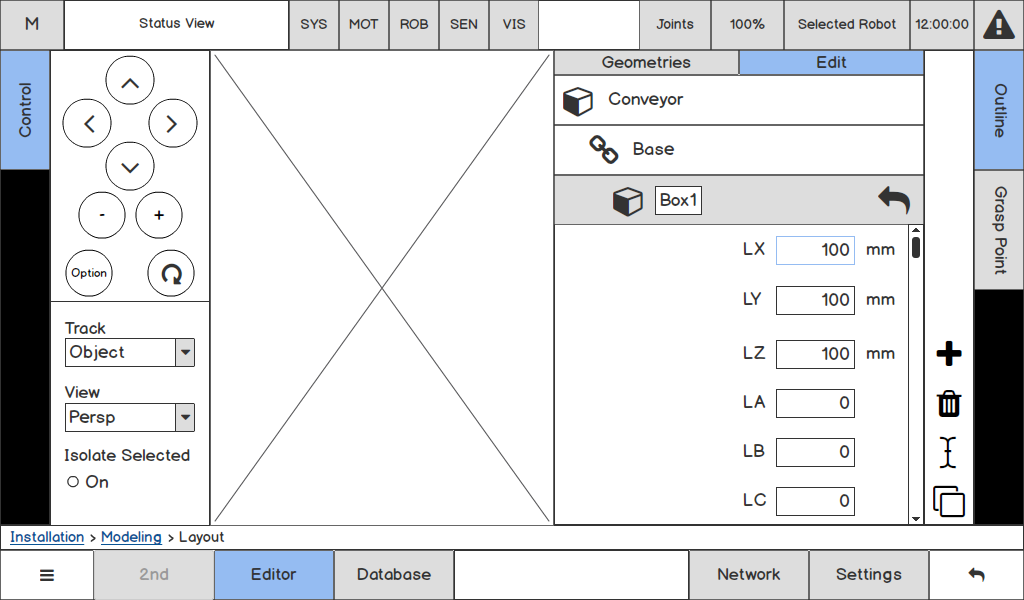 M
Status View
SYS
MOT
ROB
SEN
VIS
Joints
100%
Selected Robot
12:00:00
Control
-
+
Option
Track
Object
View
Persp
Isolate Selected
On
Geometries
Edit
Conveyor
Base
Box1
LX 100 mm
LY 100 mm
LZ 100 mm
LA 0
LB 0
LC 0
Outline
Grasp Point
Installation > Modeling > Layout
2nd
Editor
Database
Network
Settings